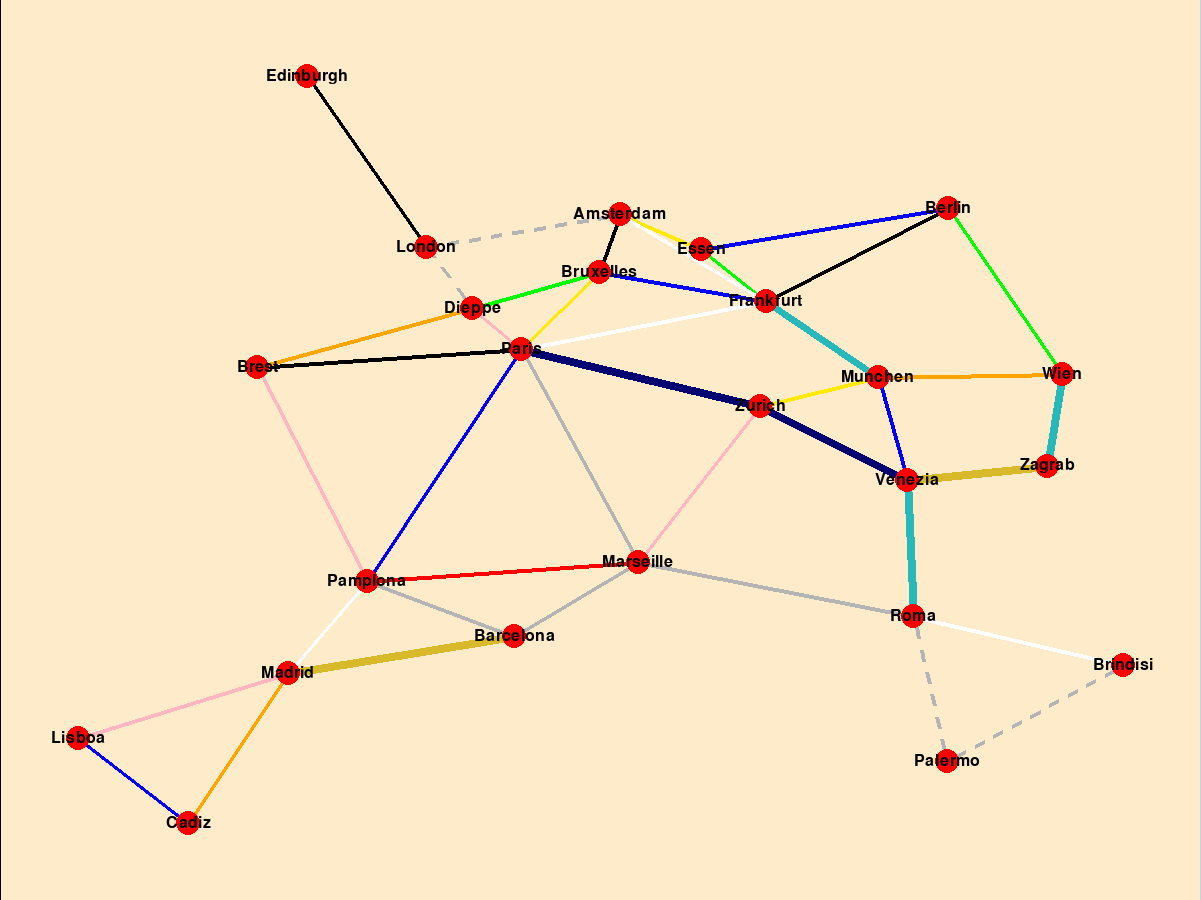 Edinburgh
Berlin
Amsterdam
London
Essen
Bruxelles
Frankfurt
Dieppe
Paris
Brest
Munchen
Wien
Zurich
Zagrab
Venezia
Marseille
Pamplona
Roma
Barcelona
Brindisi
Madrid
Lisboa
Palermo
Cadiz